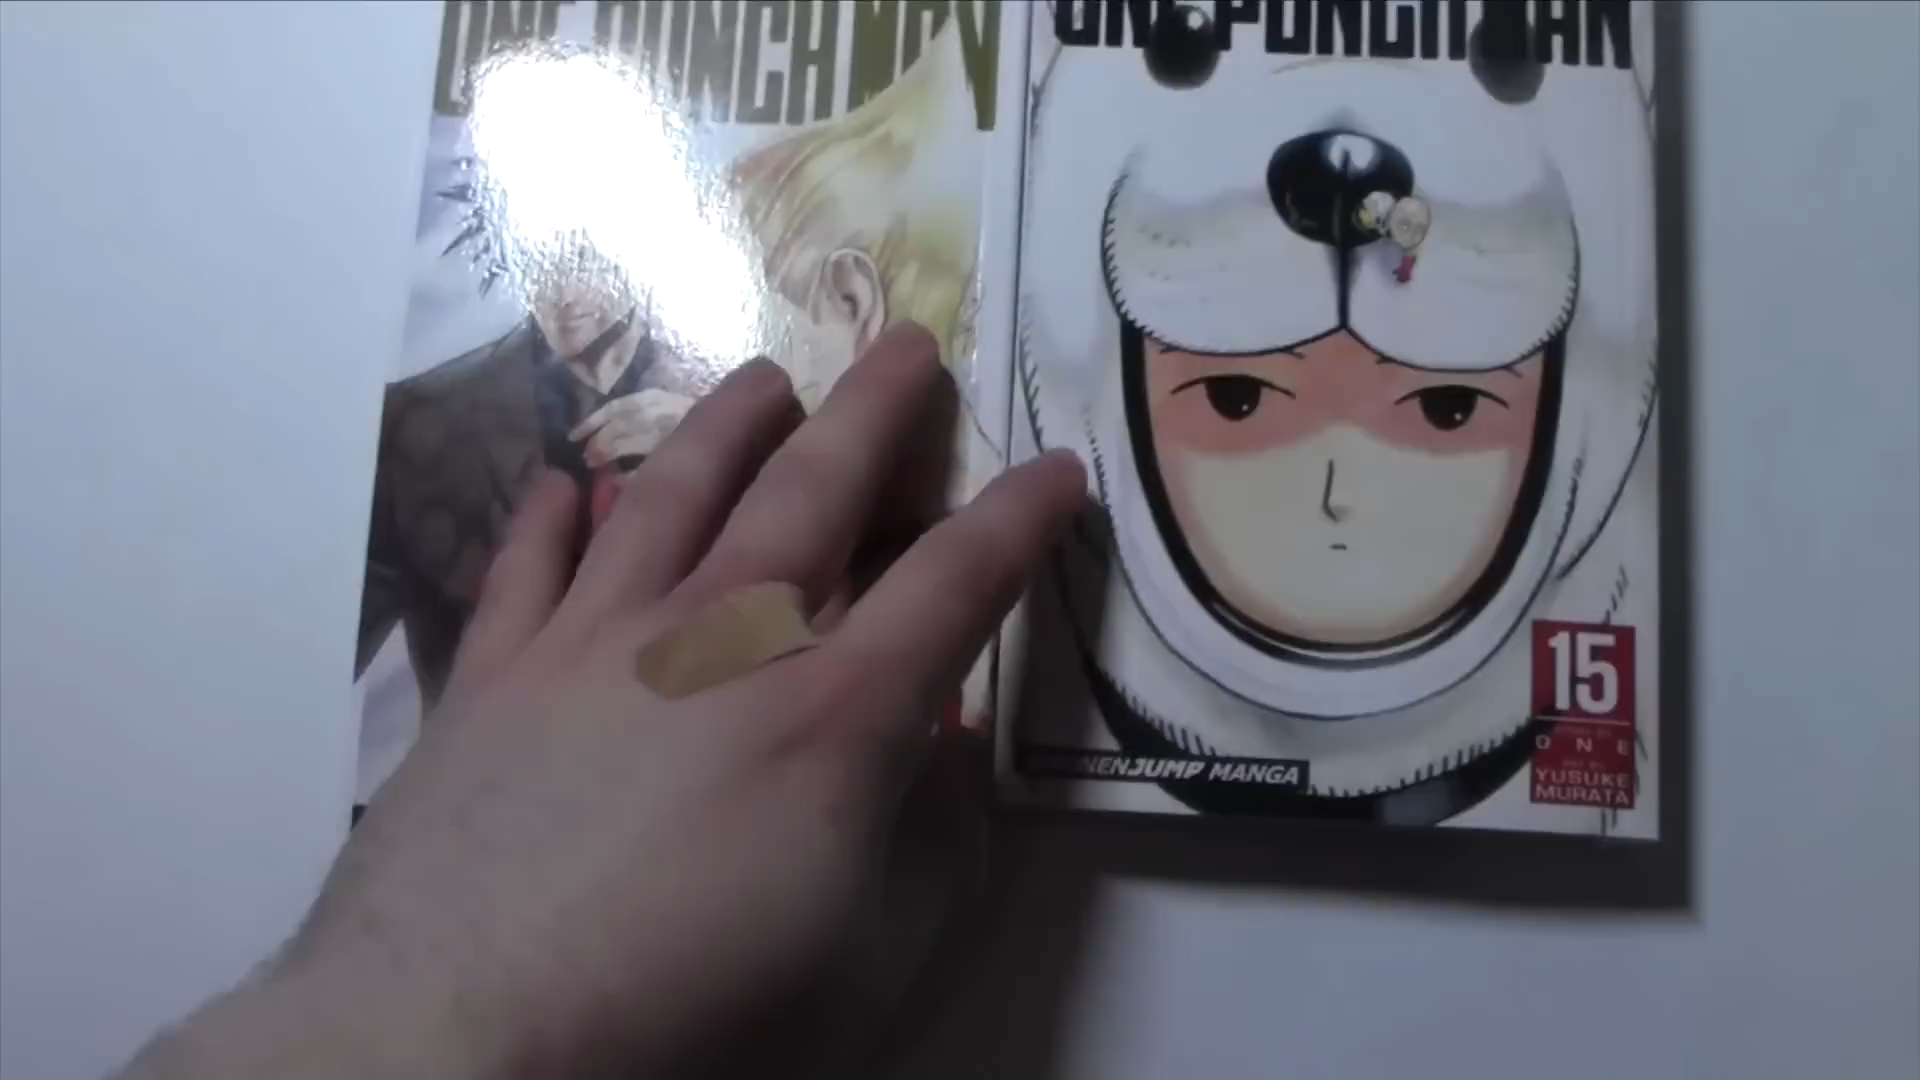 ONE PUNCH MAN
ONE PUNCH MAN
15
ONE
YUSUKE
MURATA
NENJUMP MANGA